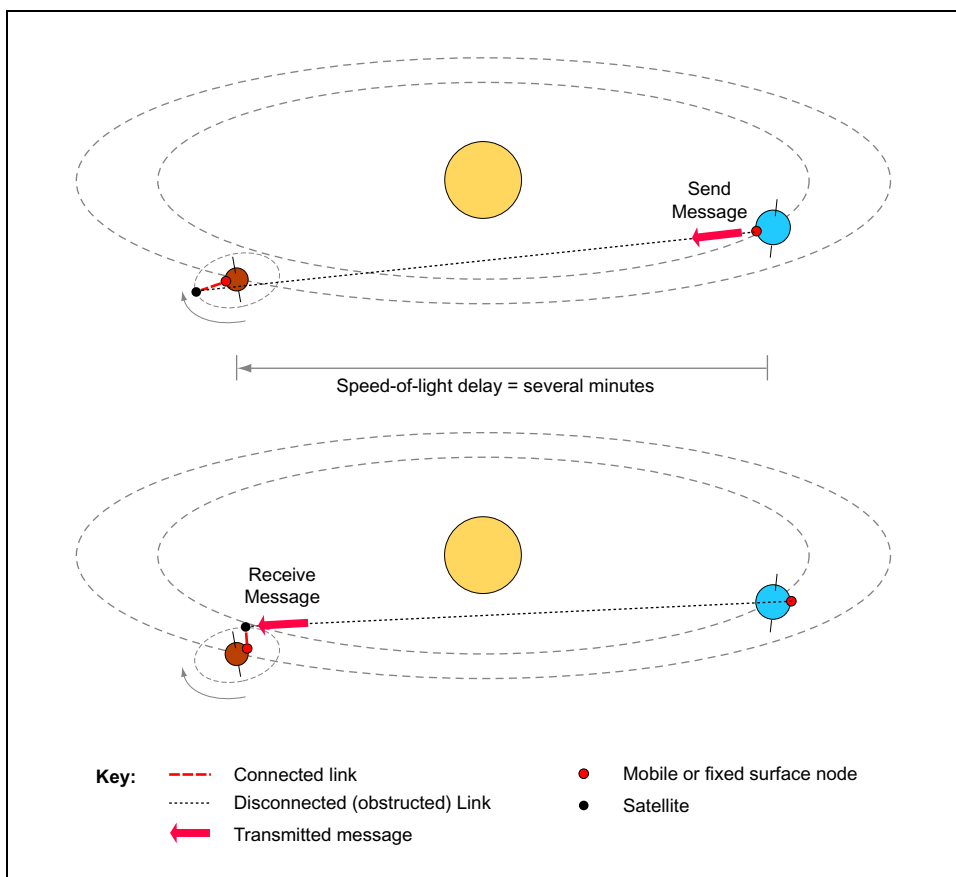 Send
Message
Speed-of-light delay = several minutes
Receive
Message
Key:
Connected link
Disconnected (obstructed) Link
Transmitted message
Mobile or fixed surface node
Satellite